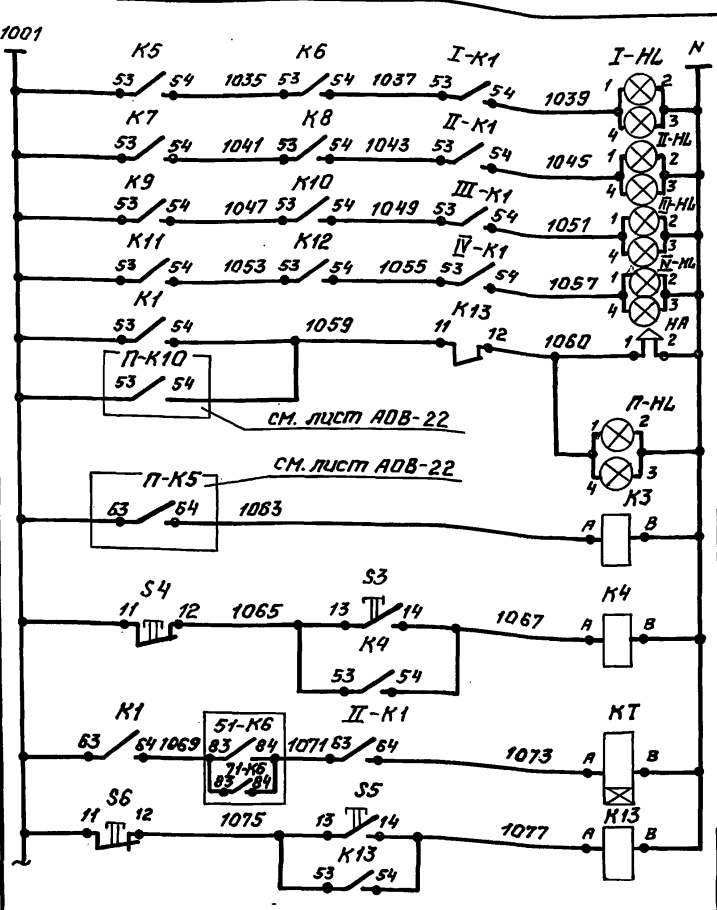 1001 N
K5 K6 I-K1 I-HL
53 54 1035 53 54 1037 53 54 1039 1 2 4 3
K7 K8 II-K1 II-HL
53 54 1041 53 54 1043 53 54 1045 1 2 4 3
K9 K10 III-K1 III-HL
53 54 1047 53 54 1049 53 54 1051 1 2 4 3
K11 K12 IV-K1 IV-HL
53 54 1053 53 54 1055 53 54 1057 1 2 4 3
K1 K13 HA
53 54 1059 11 12 1060 1 2
П-K10
53 54
см. лист АОВ-22
П-HL
1 2 4 3
см. лист АОВ-22
П-K5 K3
63 64 1063 A B
S4 S3 K4
11 12 1065 13 14 1067 A B
K4
53 54
K1 51-K6 II-K1 KT
63 64 1069 83 84 1071 63 64 1073 A B
71-K6
83 84
S6 S5 K13
11 12 1075 13 14 1077 A B
K13
53 54